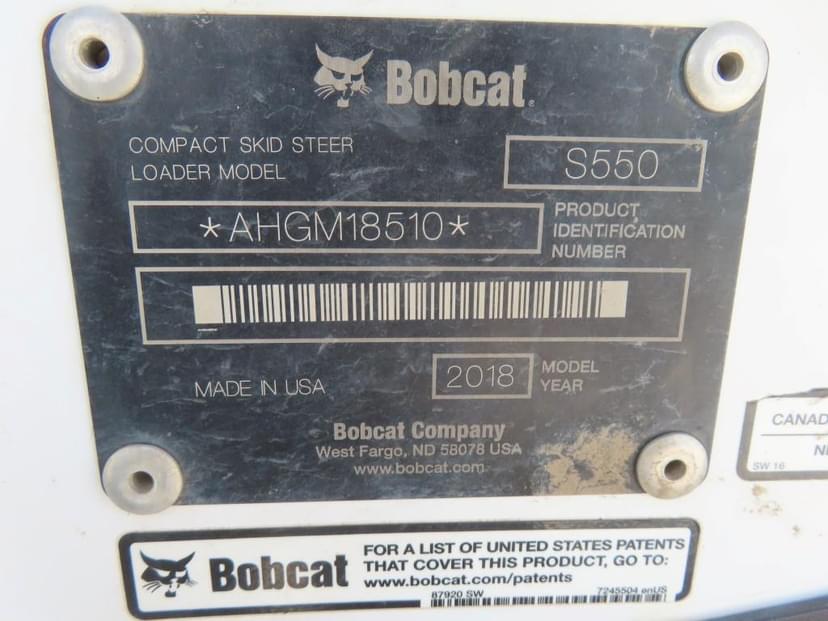 Bobcat®
COMPACT SKID STEER
LOADER MODEL
S550
*AHGM18510*
PRODUCT
IDENTIFICATION
NUMBER
MADE IN USA
2018
MODEL
YEAR
Bobcat Company
West Fargo, ND 58078 USA
www.bobcat.com
CANAD
SW 16
Bobcat
FOR A LIST OF UNITED STATES PATENTS
THAT COVER THIS PRODUCT, GO TO:
www.bobcat.com/patents
87920 SW
7245504 enUS